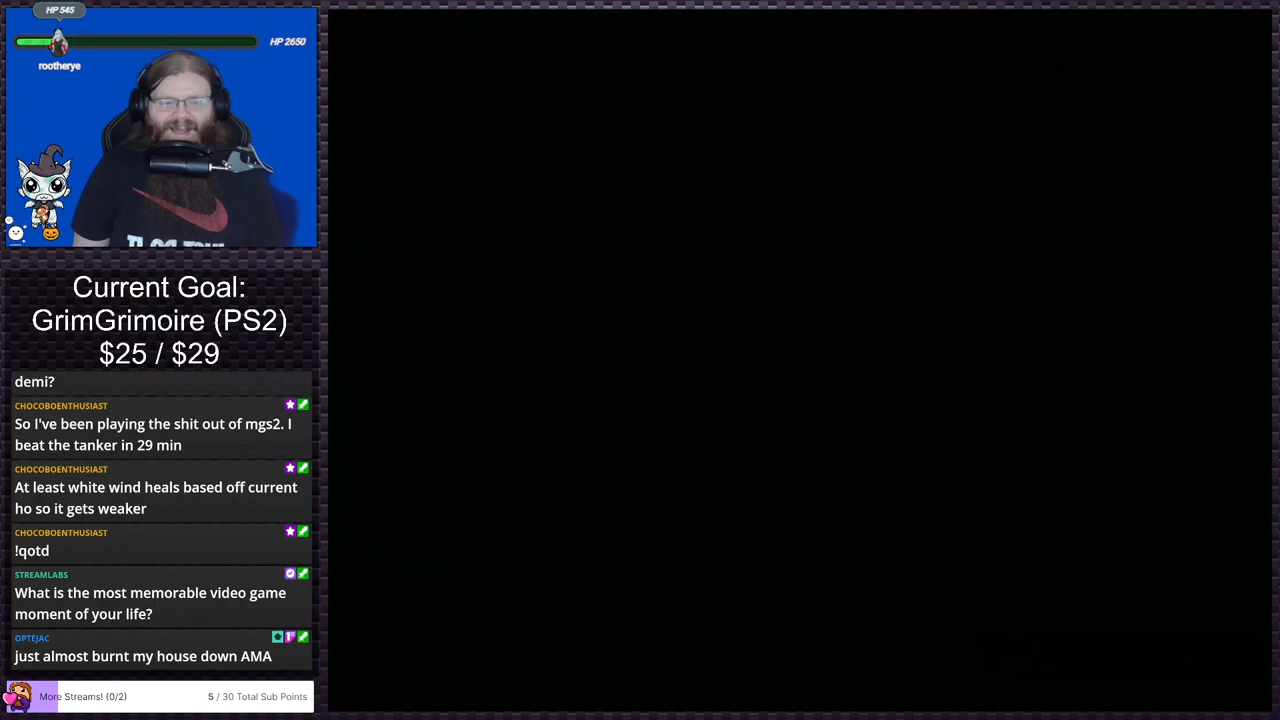 HP 545
HP 2650
rootherye
Current Goal:
GrimGrimoire (PS2)
$25 / $29
demi?
CHOCOBOENTHUSIAST
So I've been playing the shit out of mgs2. I
beat the tanker in 29 min
CHOCOBOENTHUSIAST
At least white wind heals based off current
ho so it gets weaker
CHOCOBOENTHUSIAST
!qotd
STREAMLABS
What is the most memorable video game
moment of your life?
OPTEJAC
just almost burnt my house down AMA
More Streams! (0/2)
5 / 30 Total Sub Points